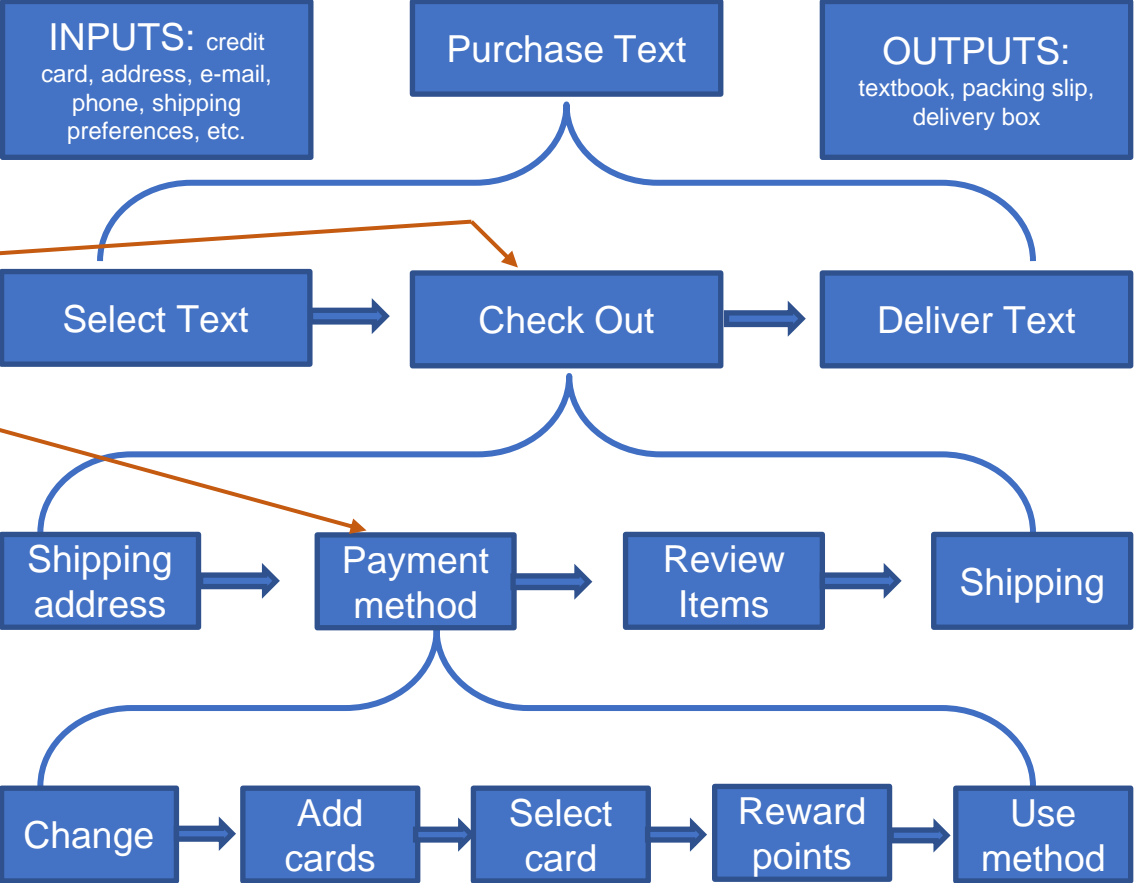 INPUTS: credit
card, address, e-mail,
phone, shipping
preferences, etc.
Purchase Text
OUTPUTS:
textbook, packing slip,
delivery box
Select Text
Check Out
Deliver Text
Shipping
address
Payment
method
Review
Items
Shipping
Change
Add
cards
Select
card
Reward
points
Use
method